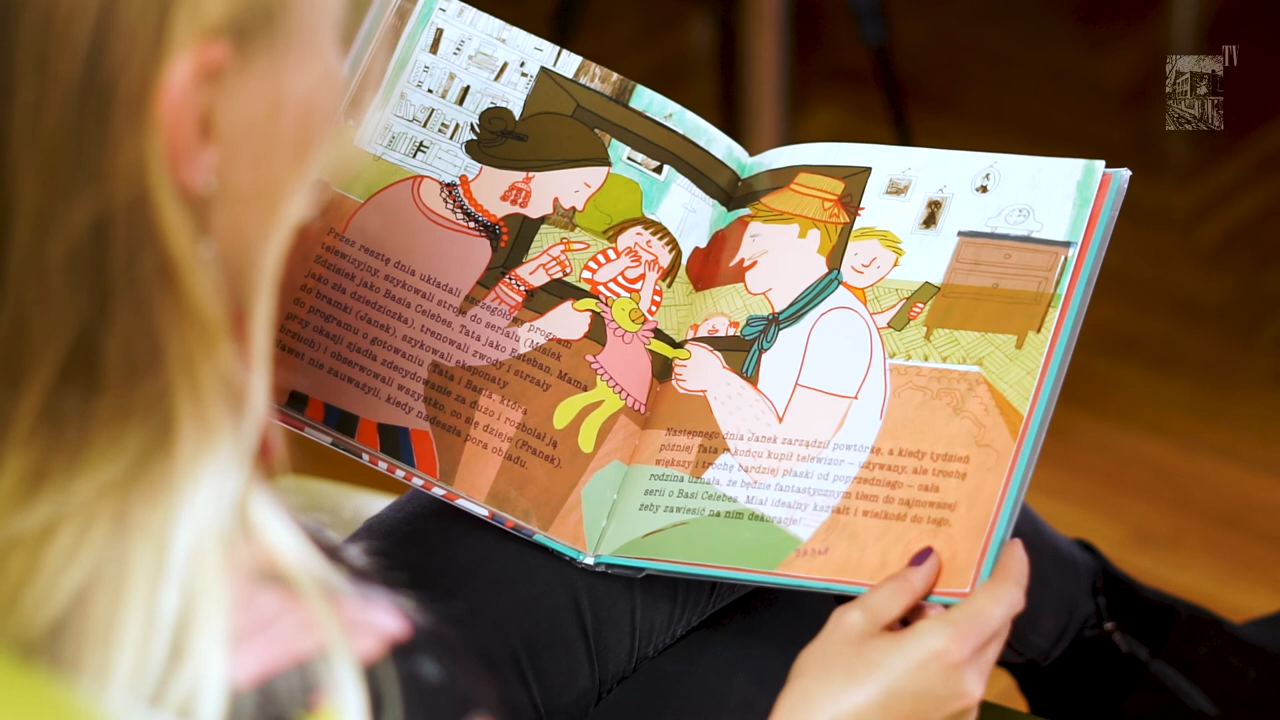 Przez resztę dnia układali szczegółowy program
telewizyjny, szykowali stroje do serialu (Misiek
Zdzisiek jako Basia Celebes, Tata jako Esteban, Mama
jako zła dziedziczka), trenowali zwody i strzały
do bramki (Janek), szykowali eksponaty
do programu o gotowaniu (Tata i Basia, która
przy okazji zjadła zdecydowanie za dużo i rozbolał ją
brzuch) i obserwowali wszystko, co się dzieje (Franek).
Nawet nie zauważyli, kiedy nadeszła pora obiadu.
Następnego dnia Janek zarządził powtórkę, a kiedy tydzień
później Tata w końcu kupił telewizor – używany, ale trochę
większy i trochę bardziej płaski od poprzedniego – cała
rodzina uznała, że będzie fantastycznym tłem do najnowszej
serii o Basi Celebes. Miał idealny kształt i wielkość do tego,
żeby zawiesić na nim dekoracje!
TV